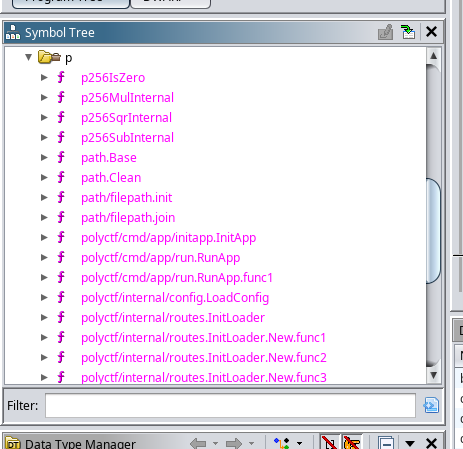 Program Tree
Symbol Tree
p
f p256IsZero
f p256MulInternal
f p256SqrInternal
f p256SubInternal
f path.Base
f path.Clean
f path/filepath.init
f path/filepath.join
f polyctf/cmd/app/initapp.InitApp
f polyctf/cmd/app/run.RunApp
f polyctf/cmd/app/run.RunApp.func1
f polyctf/internal/config.LoadConfig
f polyctf/internal/routes.InitLoader
f polyctf/internal/routes.InitLoader.New.func1
f polyctf/internal/routes.InitLoader.New.func2
f polyctf/internal/routes.InitLoader.New.func3
Filter:
DT Data Type Manager